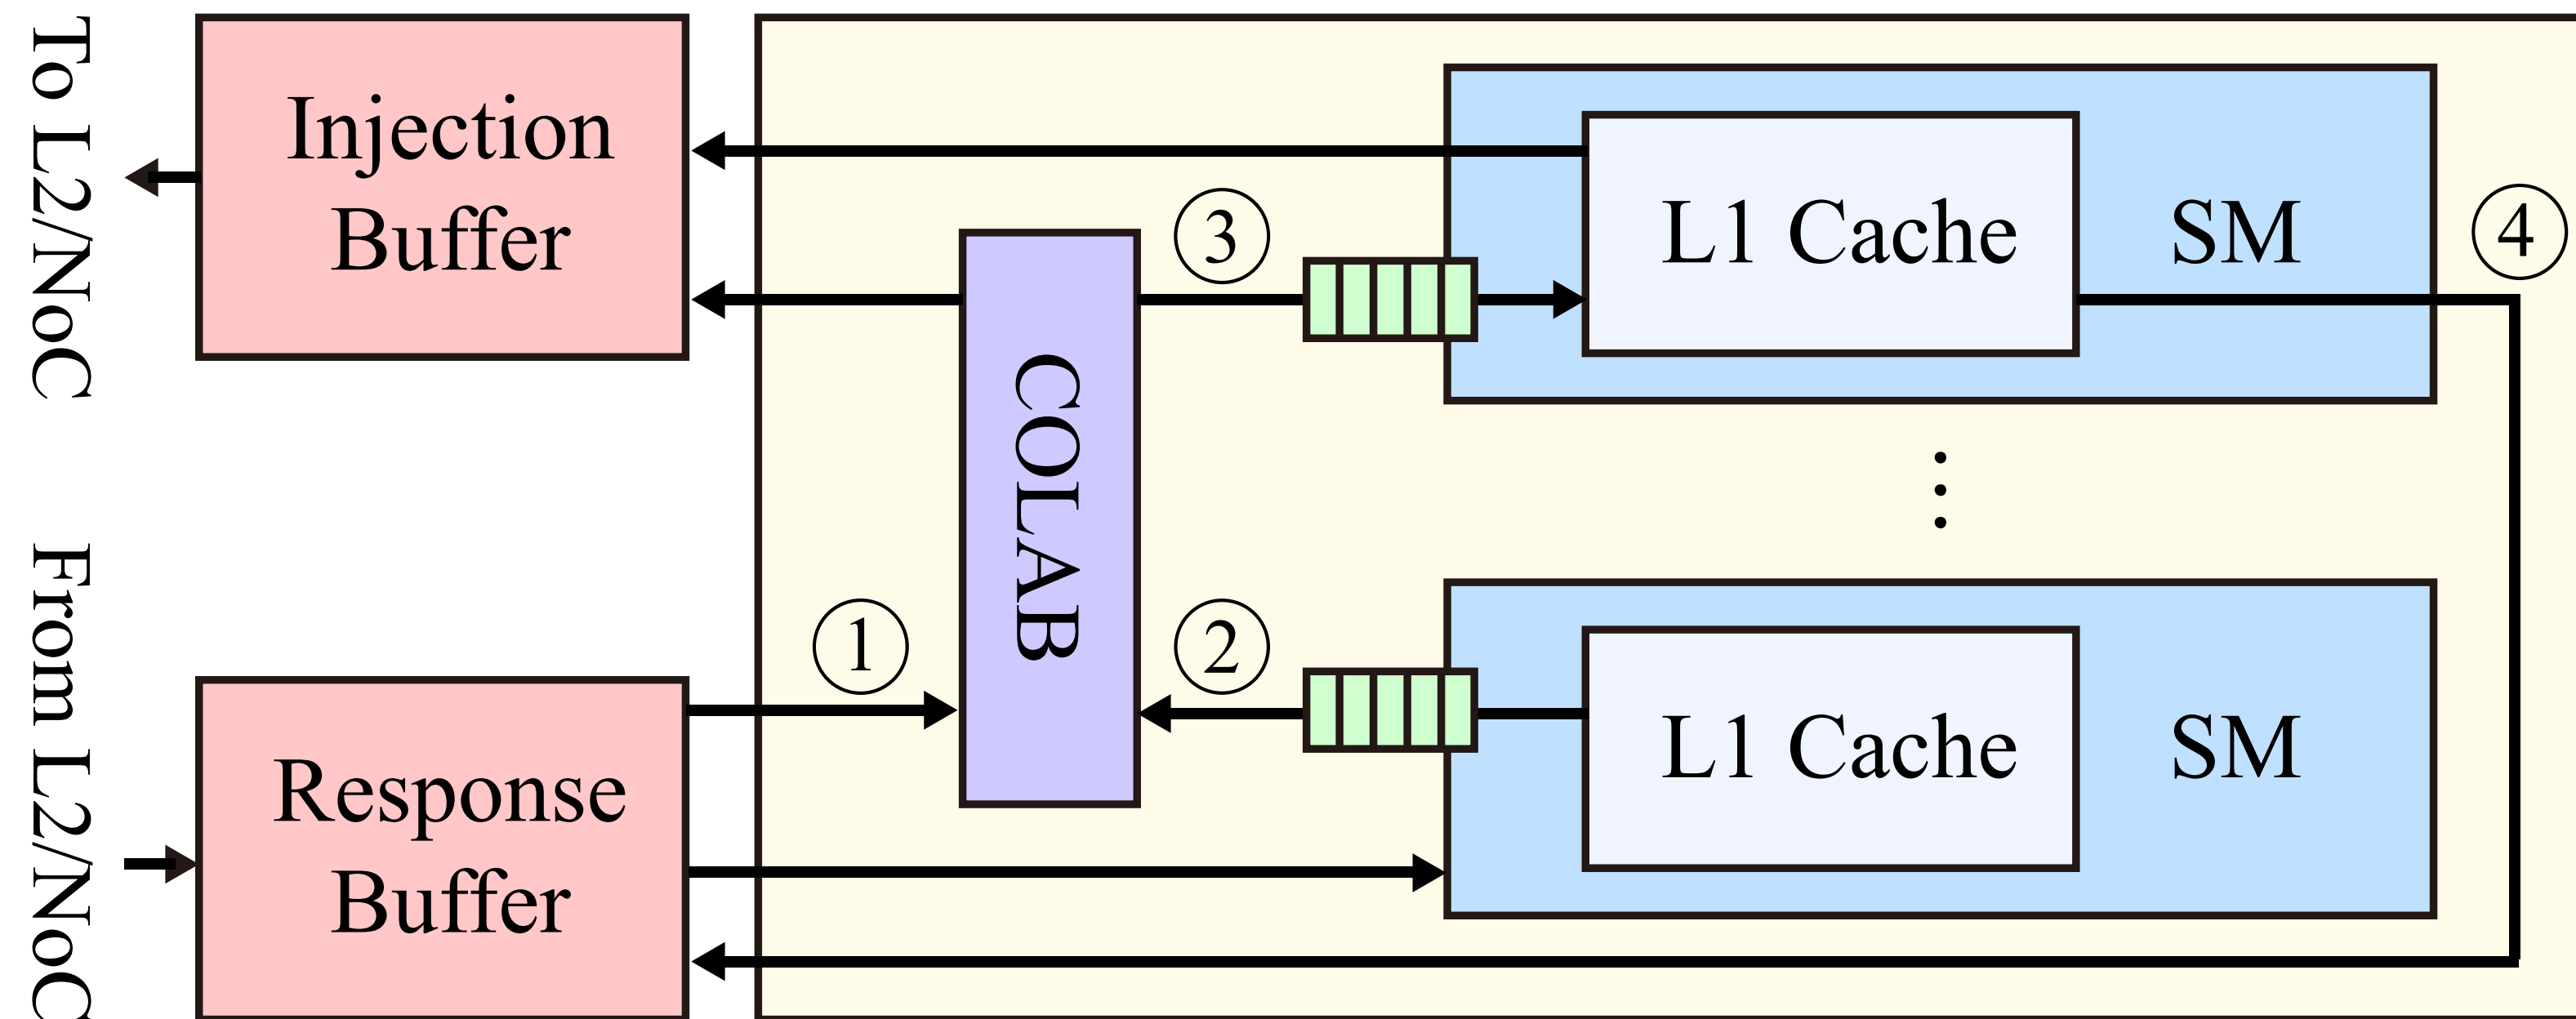 To L2/NoC
Injection
Buffer
③
L1 Cache
SM
④
COLAB
From L2/NoC
①
②
Response
Buffer
L1 Cache
SM